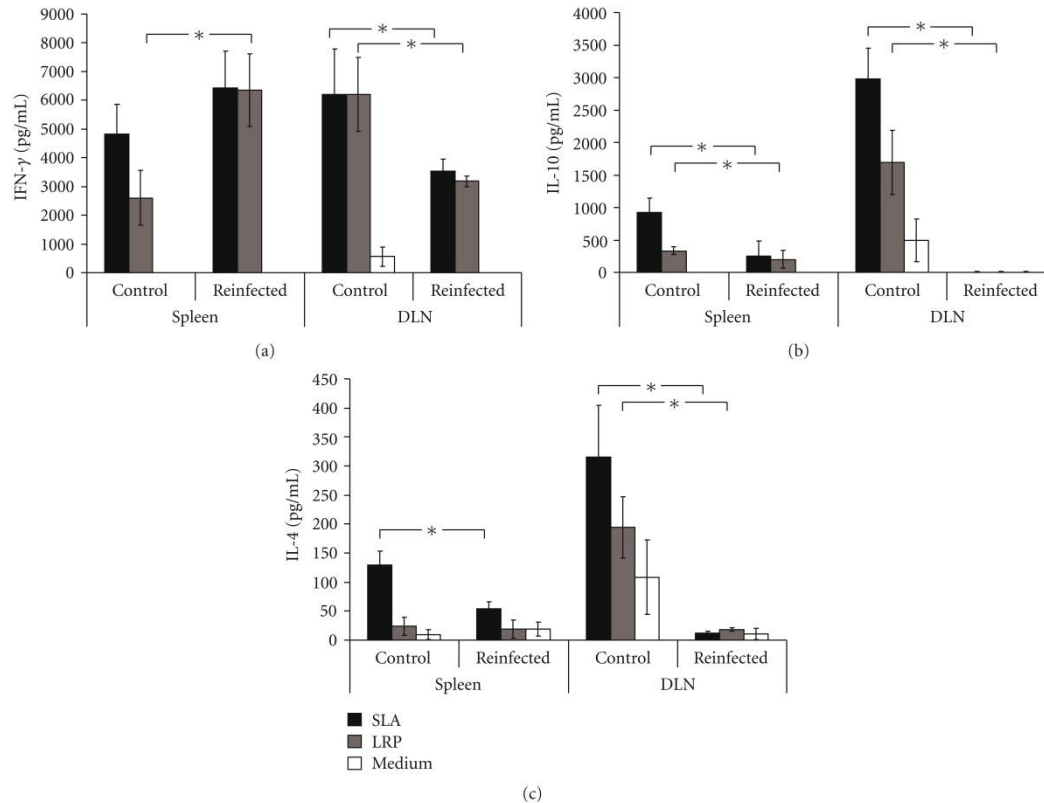 9000
8000
7000
6000
5000
4000
3000
2000
1000
0
IFN-γ (pg/mL)
*
*
*
Control Reinfected Control Reinfected
Spleen DLN
(a)
4000
3500
3000
2500
2000
1500
1000
500
0
IL-10 (pg/mL)
*
*
*
*
Control Reinfected Control Reinfected
Spleen DLN
(b)
450
400
350
300
250
200
150
100
50
0
IL-4 (pg/mL)
*
*
*
Control Reinfected Control Reinfected
Spleen DLN
SLA
LRP
Medium
(c)